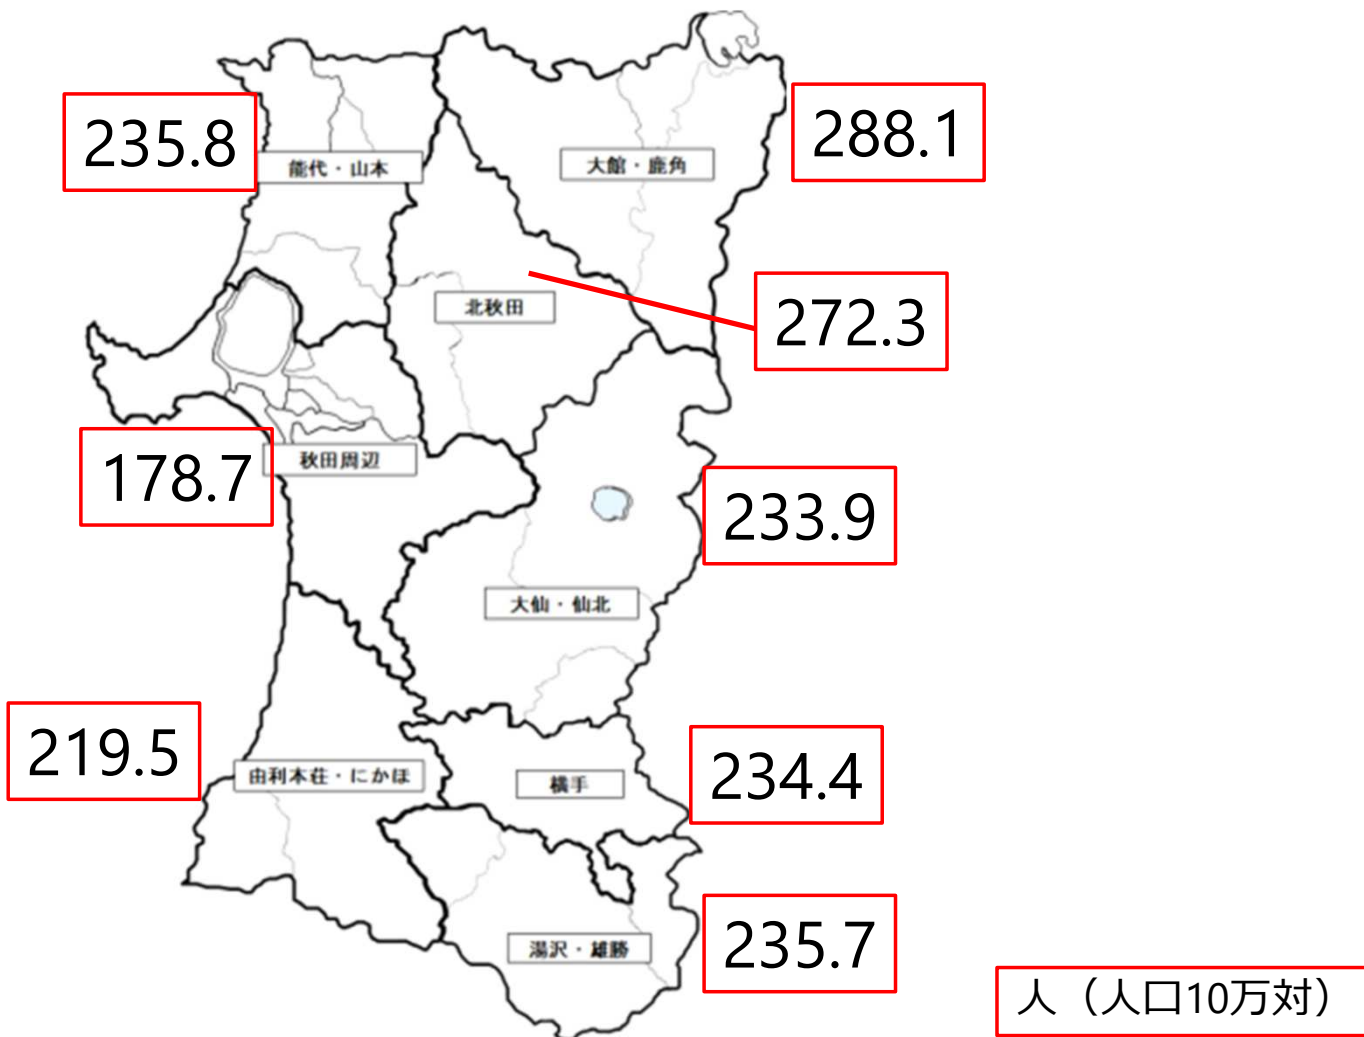 235.8
能代・山本
大館・鹿角
288.1
北秋田
272.3
178.7
秋田周辺
233.9
大仙・仙北
219.5
由利本荘・にかほ
横手
234.4
湯沢・雄勝
235.7
人（人口10万対）